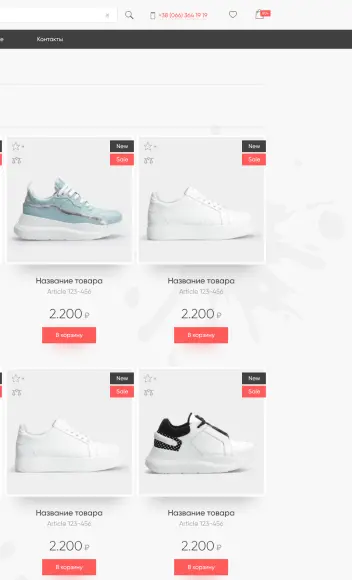 +38 (066) 364 19 19
Контакты
New
Sale
New
Sale
Название товара
Article 123-456
2.200 ₽
В корзину
Название товара
Article 123-456
2.200 ₽
В корзину
New
Sale
New
Sale
Название товара
Article 123-456
2.200 ₽
В корзину
Название товара
Article 123-456
2.200 ₽
В корзину